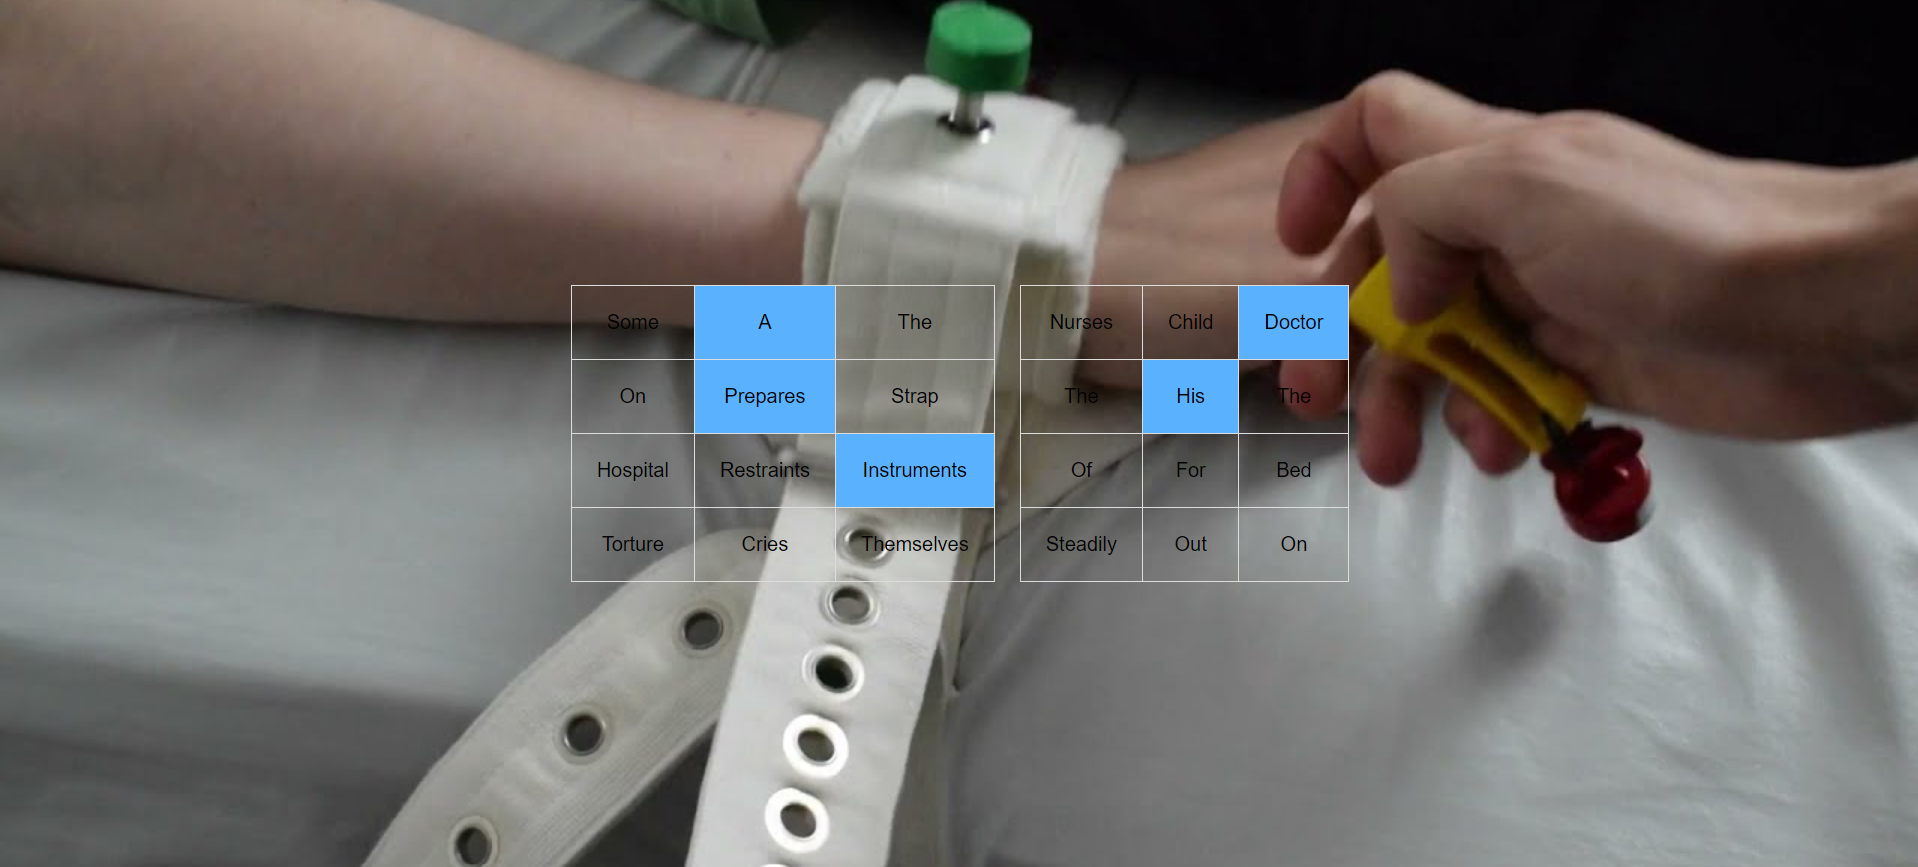 Some A The Nurses Child Doctor
On Prepares Strap The His The
Hospital Restraints Instruments Of For Bed
Torture Cries Themselves Steadily Out On